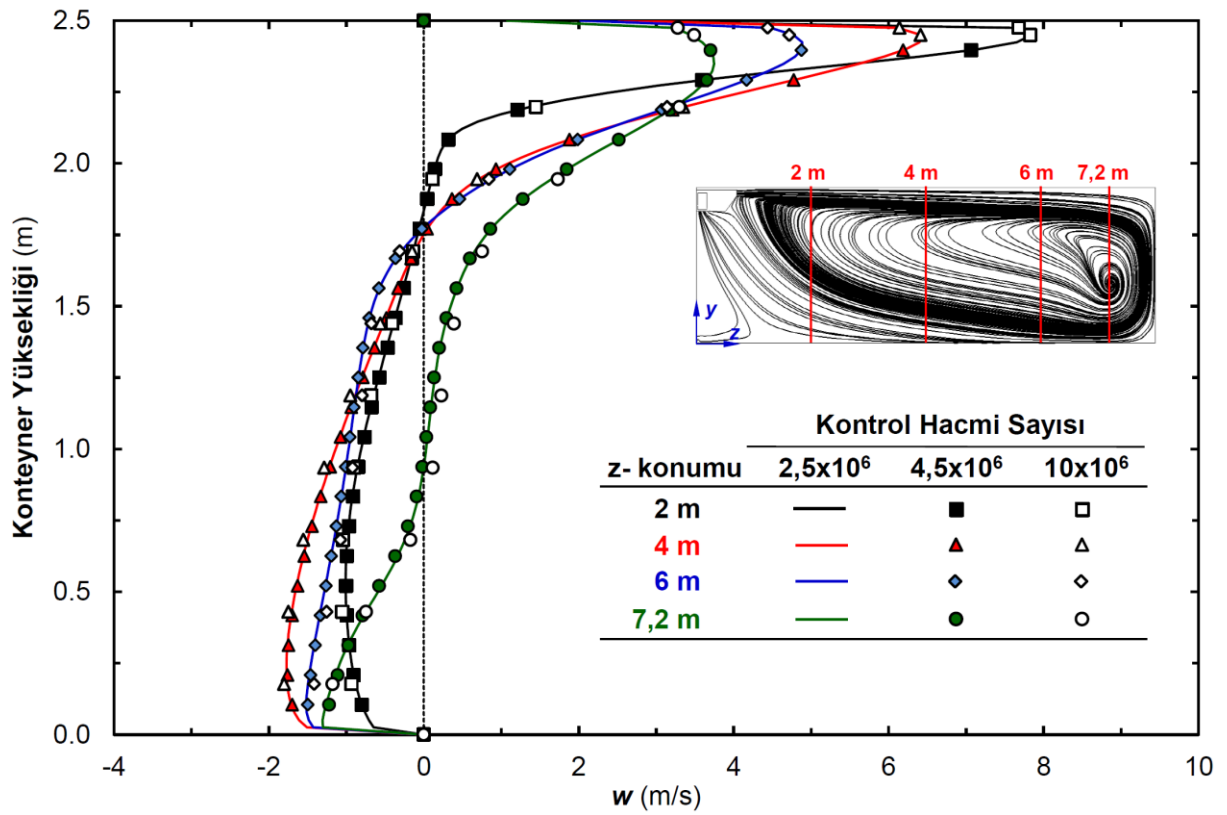 2.5
2.0
1.5
1.0
0.5
0.0
Konteyner Yüksekliği (m)
2 m 4 m 6 m 7,2 m
y
z
Kontrol Hacmi Sayısı
z- konumu 2,5x10⁶ 4,5x10⁶ 10x10⁶
2 m
4 m
6 m
7,2 m
-4 -2 0 2 4 6 8 10
w (m/s)